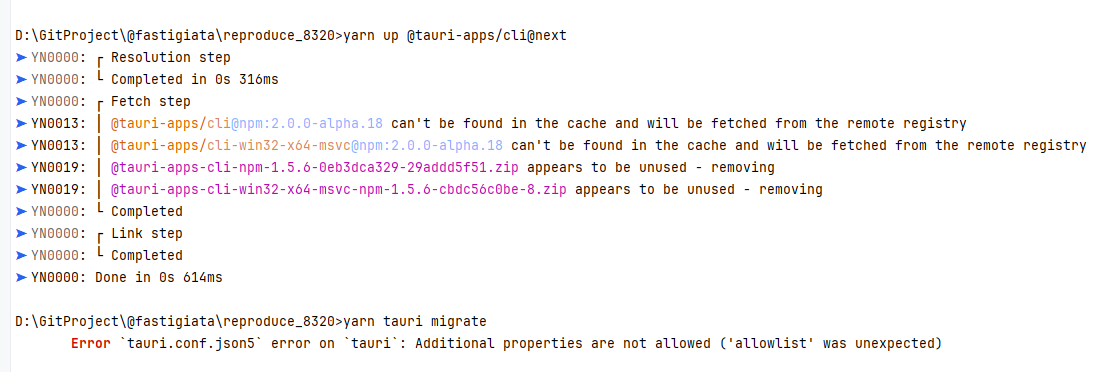 D:\GitProject\@fastigiata\reproduce_8320>yarn up @tauri-apps/cli@next
➤ YN0000: ┌ Resolution step
➤ YN0000: └ Completed in 0s 316ms
➤ YN0000: ┌ Fetch step
➤ YN0013: │ @tauri-apps/cli@npm:2.0.0-alpha.18 can't be found in the cache and will be fetched from the remote registry
➤ YN0013: │ @tauri-apps/cli-win32-x64-msvc@npm:2.0.0-alpha.18 can't be found in the cache and will be fetched from the remote registry
➤ YN0019: │ @tauri-apps-cli-npm-1.5.6-0eb3dca329-29addd5f51.zip appears to be unused - removing
➤ YN0019: │ @tauri-apps-cli-win32-x64-msvc-npm-1.5.6-cbdc56c0be-8.zip appears to be unused - removing
➤ YN0000: └ Completed
➤ YN0000: ┌ Link step
➤ YN0000: └ Completed
➤ YN0000: Done in 0s 614ms
D:\GitProject\@fastigiata\reproduce_8320>yarn tauri migrate
Error `tauri.conf.json5` error on `tauri`: Additional properties are not allowed ('allowlist' was unexpected)